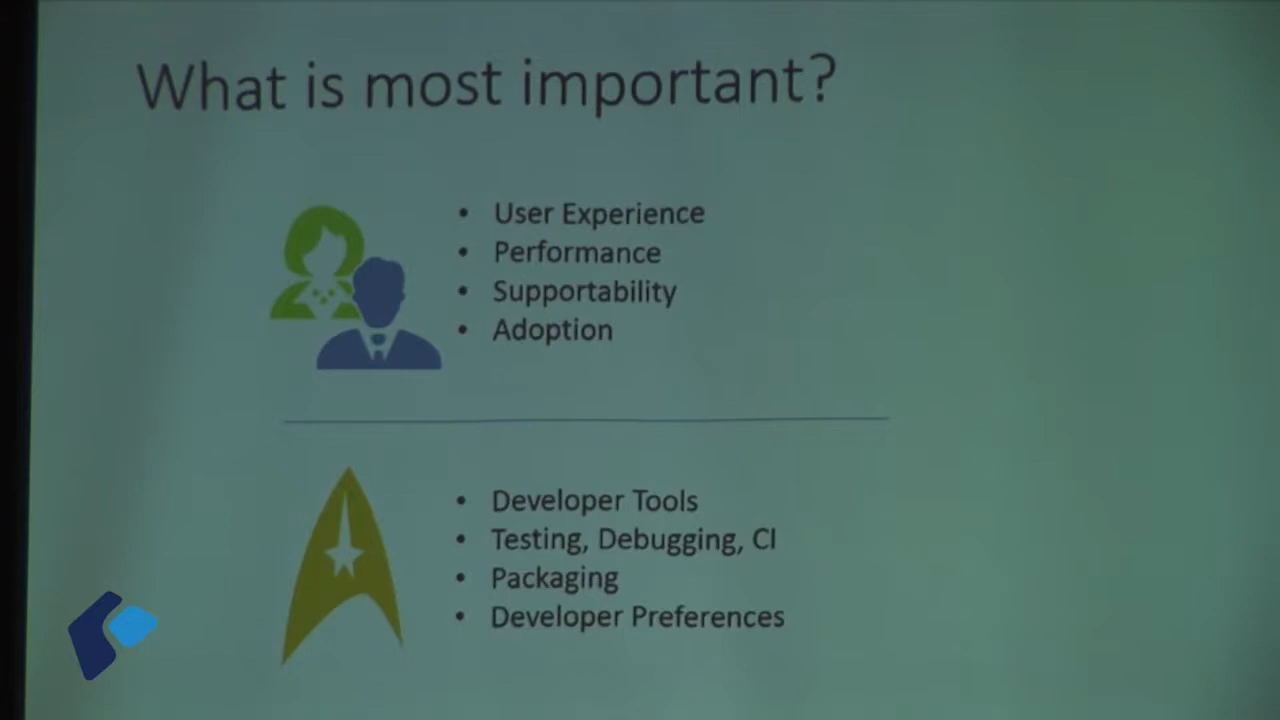 What is most important?
• User Experience
• Performance
• Supportability
• Adoption
• Developer Tools
• Testing, Debugging, CI
• Packaging
• Developer Preferences